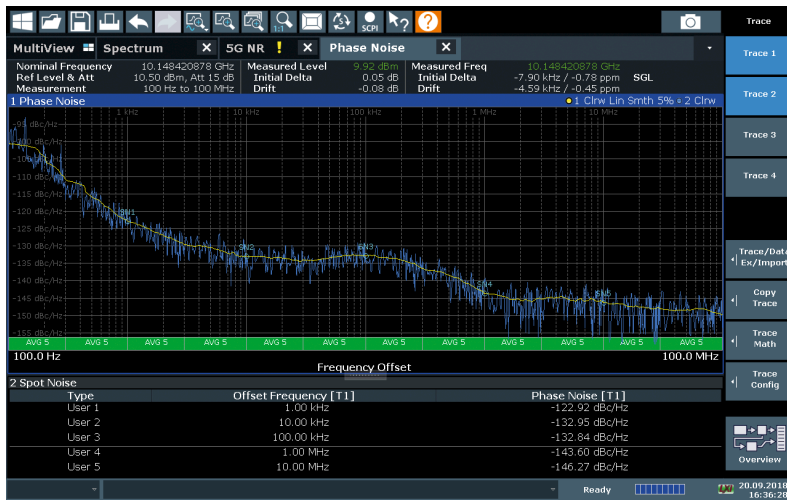 1:1 SCPI ? ? Trace
MultiView Spectrum X 5G NR ! X Phase Noise X
Nominal Frequency 10.148420878 GHz Measured Level 9.92 dBm Measured Freq 10.148420878 GHz
Ref Level & Att 10.50 dBm, Att 15 dB Initial Delta 0.05 dB Initial Delta -7.90 kHz / -0.78 ppm SGL
Measurement 100 Hz to 100 MHz Drift -0.08 dB Drift -4.59 kHz / -0.45 ppm
1 Phase Noise 1 Clrw Lin Smth 5% 2 Clrw
1 kHz 10 kHz 100 kHz 1 MHz 10 MHz
-95 dBc/Hz
-100 dBc/Hz
-105 dBc/Hz
-110 dBc/Hz
-115 dBc/Hz
-120 dBc/Hz
-125 dBc/Hz
-130 dBc/Hz
-135 dBc/Hz
-140 dBc/Hz
-145 dBc/Hz
-150 dBc/Hz
-155 dBc/Hz
SN1
SN2
SN3
SN4
SN5
AVG 5 AVG 5 AVG 5 AVG 5 AVG 5 AVG 5 AVG 5 AVG 5 AVG 5 AVG 5 AVG 5 AVG 5
100.0 Hz 100.0 MHz
Frequency Offset
2 Spot Noise
Type Offset Frequency [T1] Phase Noise [T1]
User 1 1.00 kHz -122.92 dBc/Hz
User 2 10.00 kHz -132.95 dBc/Hz
User 3 100.00 kHz -132.84 dBc/Hz
User 4 1.00 MHz -143.60 dBc/Hz
User 5 10.00 MHz -146.27 dBc/Hz
Ready 20.09.2018
16:36:28
Trace 1
Trace 2
Trace 3
Trace 4
Trace/Data
Ex/Import
Copy
Trace
Trace
Math
Trace
Config
Overview